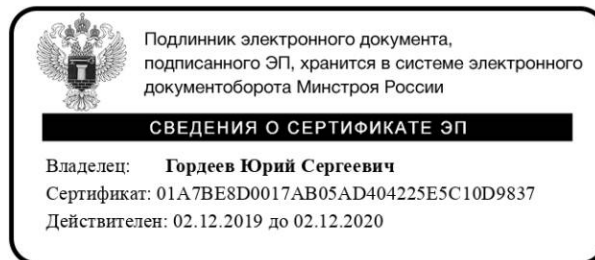 Подлинник электронного документа,
подписанного ЭП, хранится в системе электронного
документоборота Минстроя России
СВЕДЕНИЯ О СЕРТИФИКАТЕ ЭП
Владелец: Гордеев Юрий Сергеевич
Сертификат: 01A7BE8D0017AB05AD404225E5C10D9837
Действителен: 02.12.2019 до 02.12.2020